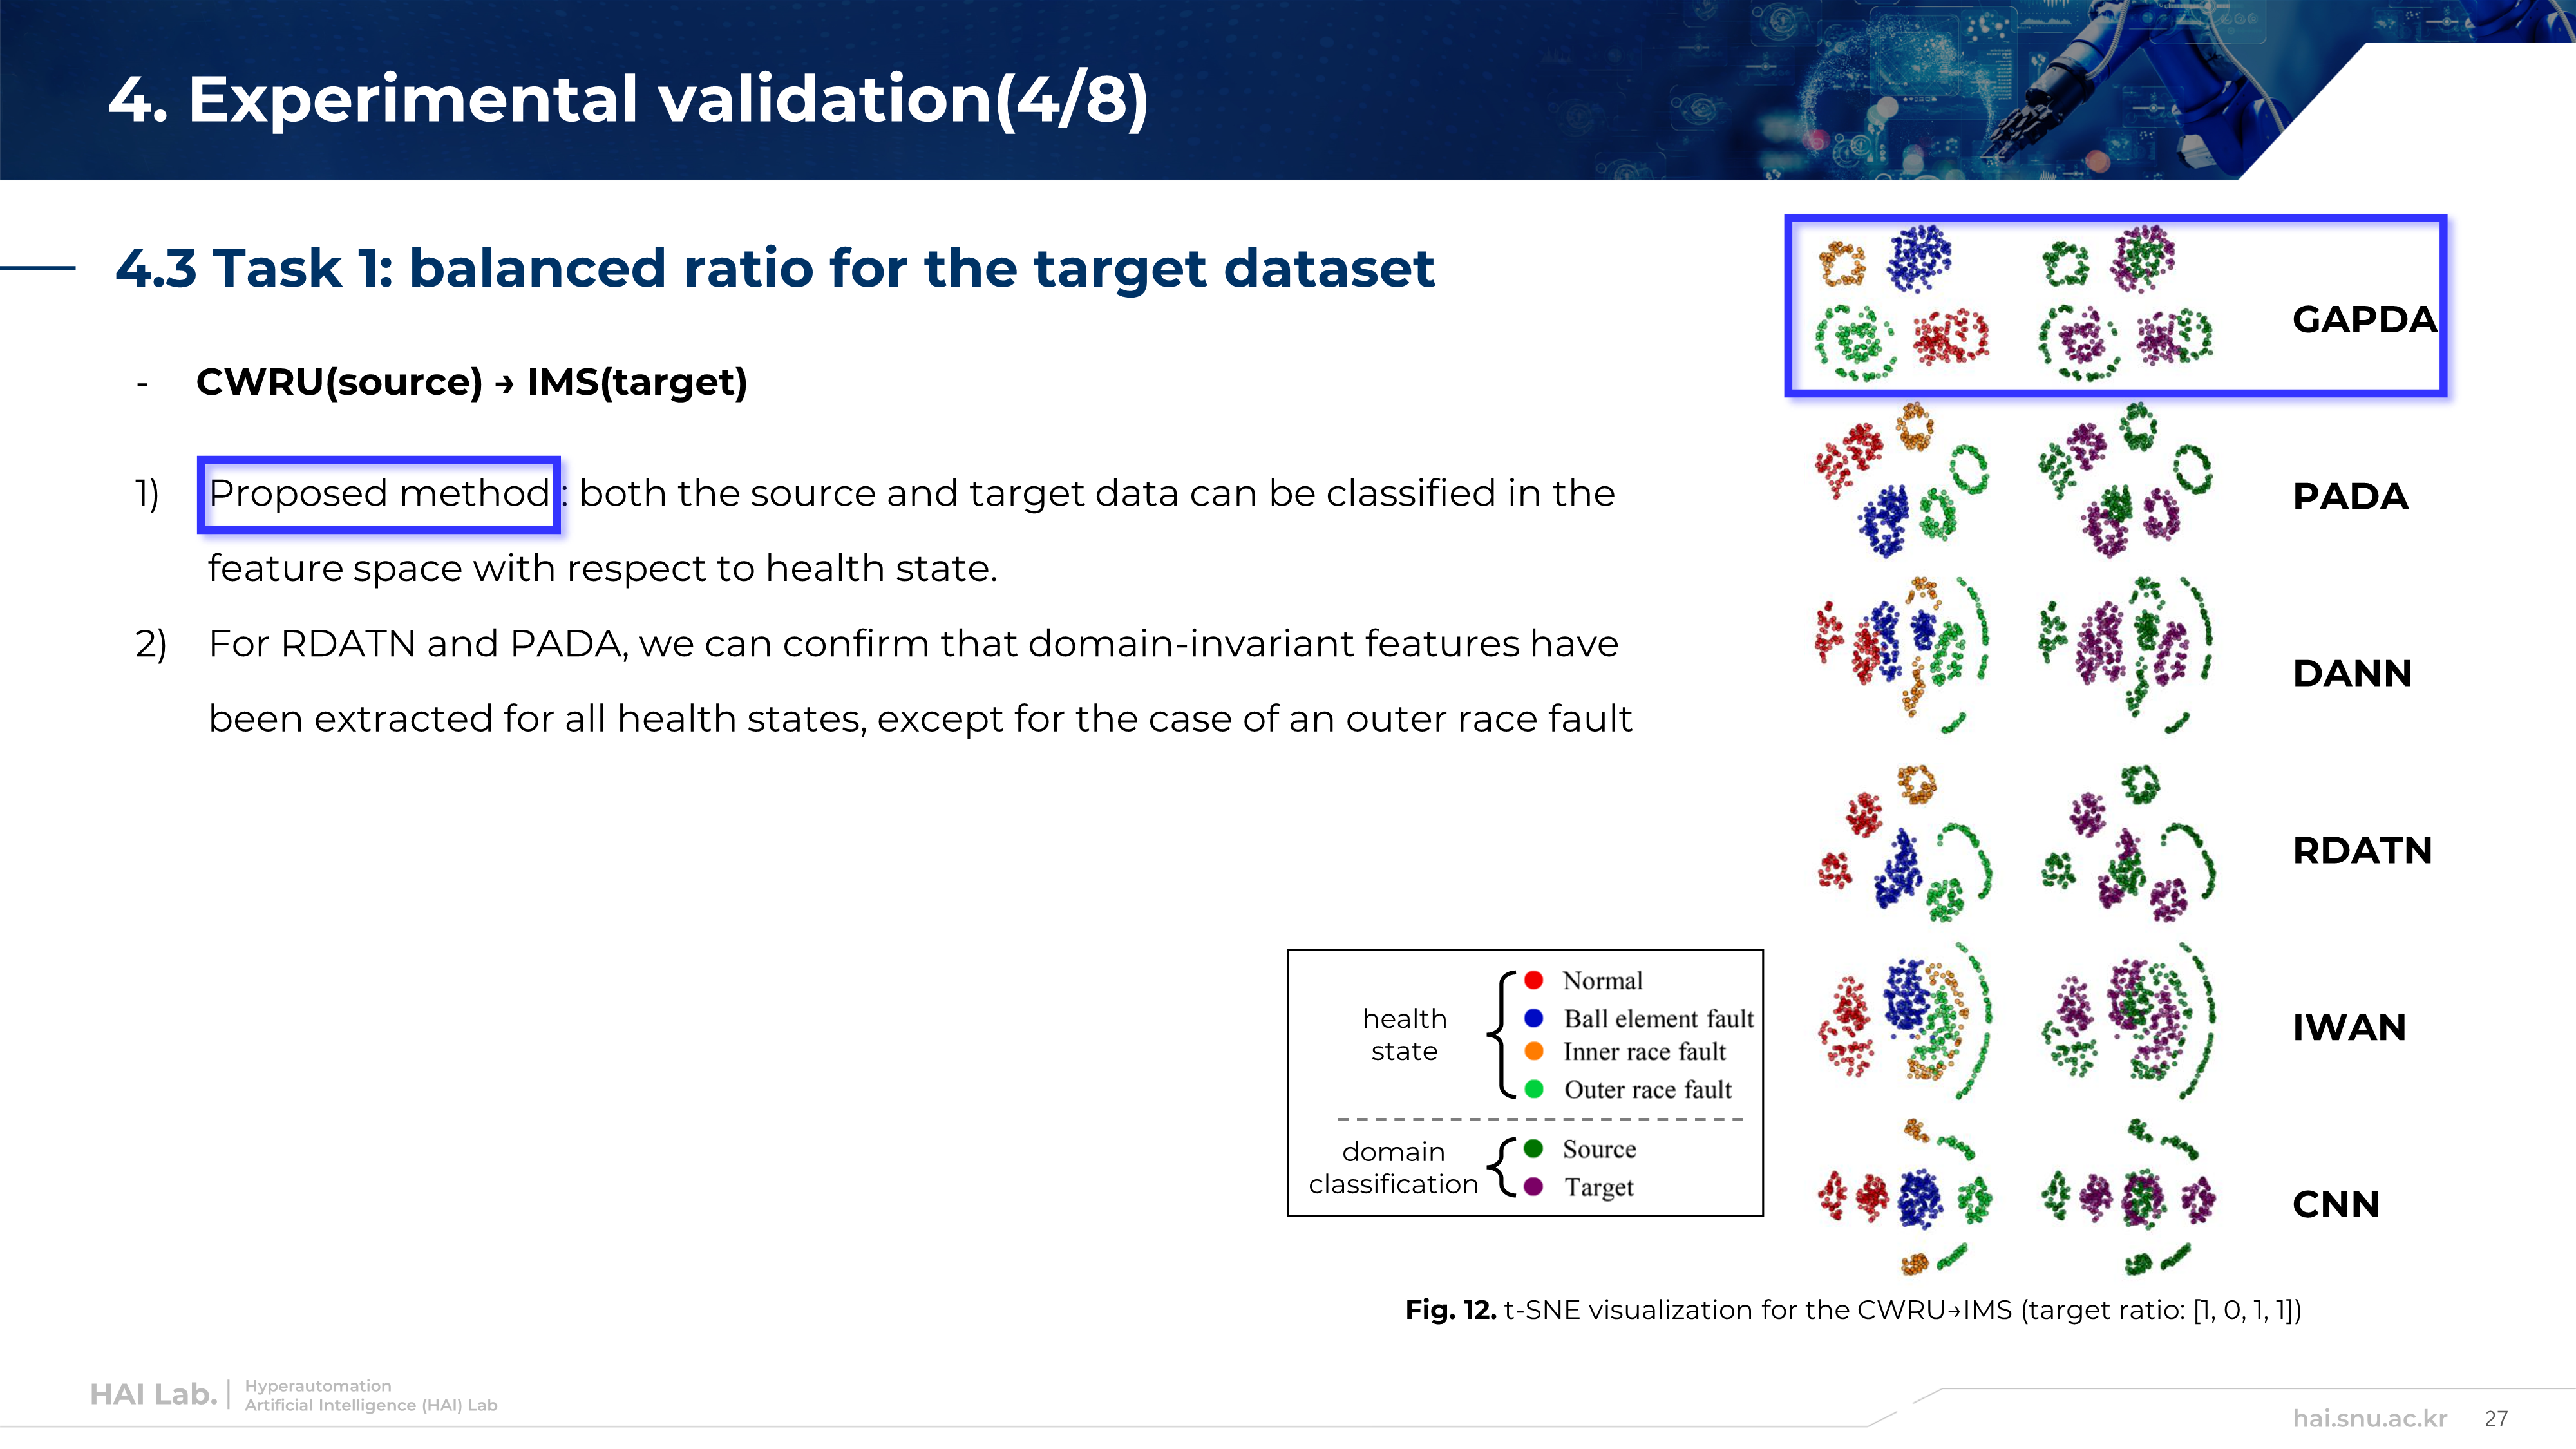 4. Experimental validation(4/8)
4.3 Task 1: balanced ratio for the target dataset
- CWRU(source) → IMS(target)
1) Proposed method : both the source and target data can be classified in the
feature space with respect to health state.
2) For RDATN and PADA, we can confirm that domain-invariant features have
been extracted for all health states, except for the case of an outer race fault
GAPDA
PADA
DANN
RDATN
IWAN
CNN
health
state
Normal
Ball element fault
Inner race fault
Outer race fault
domain
classification
Source
Target
Fig. 12. t-SNE visualization for the CWRU→IMS (target ratio: [1, 0, 1, 1])
HAI Lab.
Hyperautomation
Artificial Intelligence (HAI) Lab
hai.snu.ac.kr 27